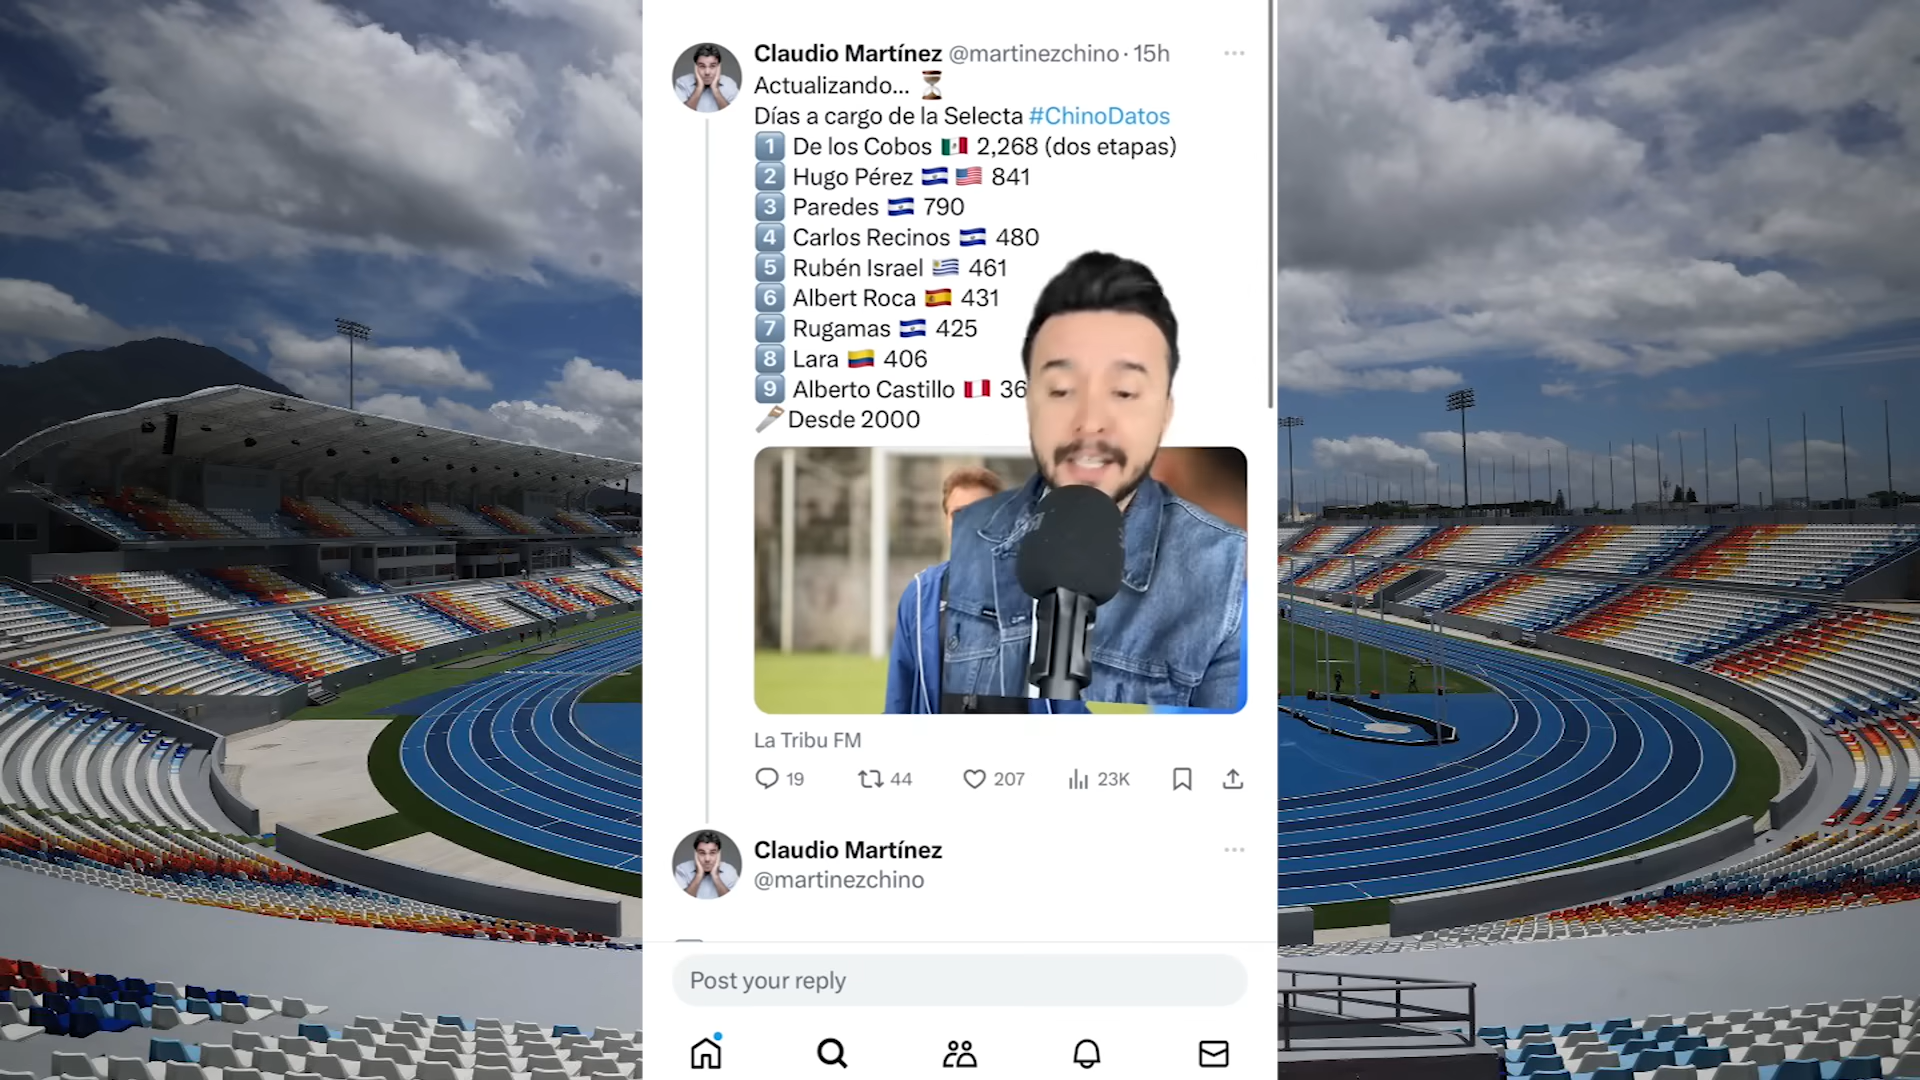 Claudio Martínez @martinezchino · 15h
Actualizando... ⏳
Días a cargo de la Selecta #ChinoDatos
1️⃣ De los Cobos 🇲🇽 2,268 (dos etapas)
2️⃣ Hugo Pérez 🇸🇻 🇺🇸 841
3️⃣ Paredes 🇸🇻 790
4️⃣ Carlos Recinos 🇸🇻 480
5️⃣ Rubén Israel 🇺🇾 461
6️⃣ Albert Roca 🇪🇸 431
7️⃣ Rugamas 🇸🇻 425
8️⃣ Lara 🇨🇴 406
9️⃣ Alberto Castillo 🇵🇪
🪚 Desde 2000
La Tribu FM
19 44 207 23K
Claudio Martínez
@martinezchino
Post your reply